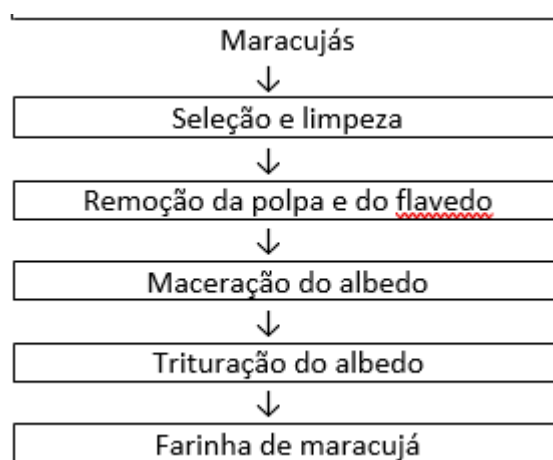 Maracujás
↓
Seleção e limpeza
↓
Remoção da polpa e do flavedo
↓
Maceração do albedo
↓
Trituração do albedo
↓
Farinha de maracujá